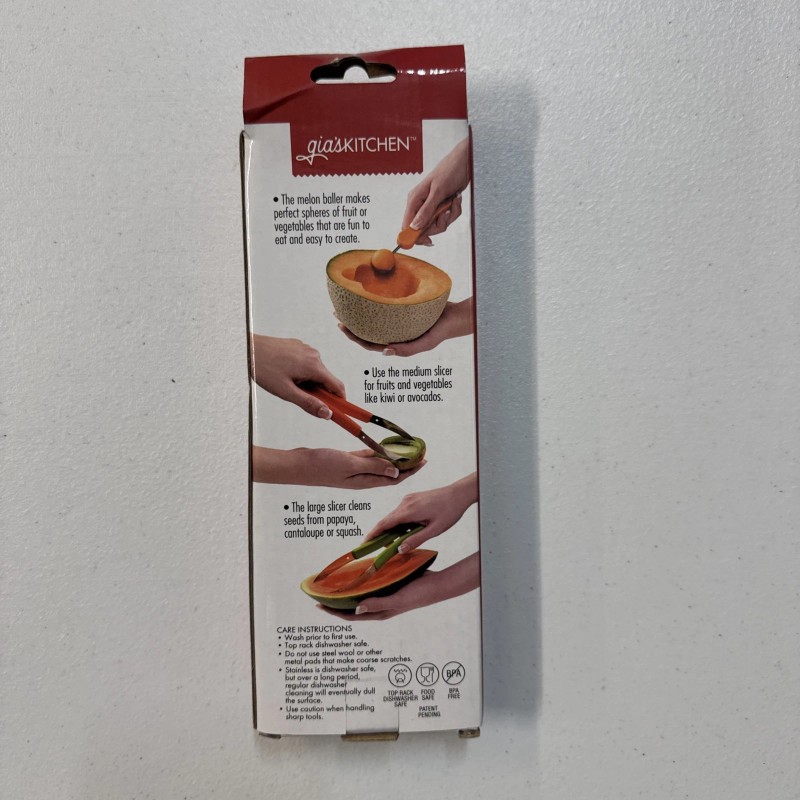 gia'sKITCHEN™
• The melon baller makes
perfect spheres of fruit or
vegetables that are fun to
eat and easy to create.
• Use the medium slicer
for fruits and vegetables
like kiwi or avocados.
• The large slicer cleans
seeds from papaya,
cantaloupe or squash.
CARE INSTRUCTIONS
• Wash prior to first use.
• Top rack dishwasher safe.
• Do not use steel wool or other
metal pads that make coarse scratches.
• Stainless is dishwasher safe,
but over a long period,
regular dishwasher
cleaning will eventually dull
the surface.
• Use caution when handling
sharp tools.
TOP RACK
DISHWASHER
SAFE
FOOD
SAFE
BPA
BPA
FREE
PATENT
PENDING